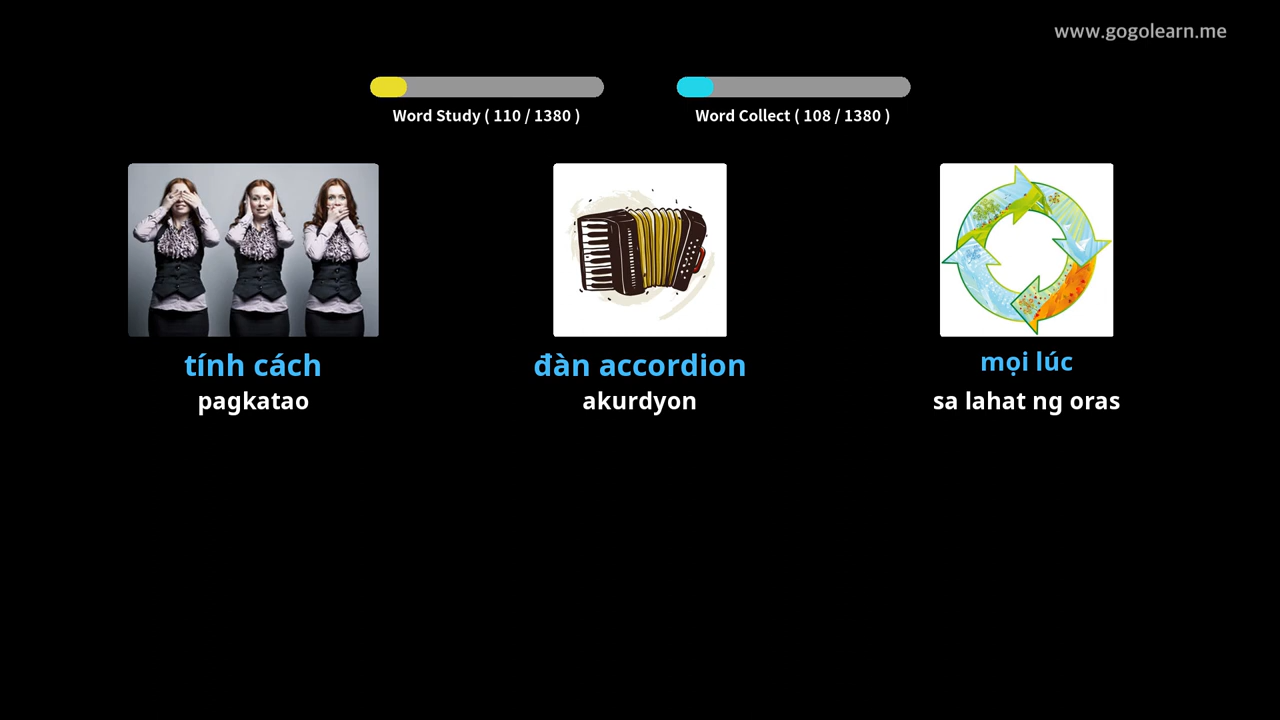 www.gogolearn.me
Word Study ( 110 / 1380 )
Word Collect ( 108 / 1380 )
tính cách
pagkatao
đàn accordion
akurdyon
mọi lúc
sa lahat ng oras